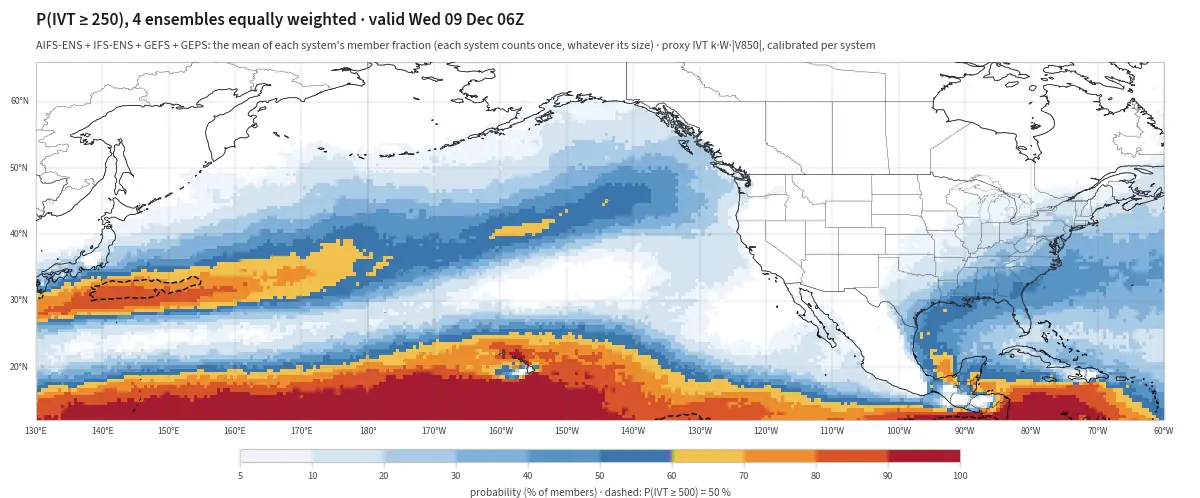 P(IVT ≥ 250), 4 ensembles equally weighted · valid Wed 09 Dec 06Z
AIFS-ENS + IFS-ENS + GEFS + GEPS: the mean of each system's member fraction (each system counts once, whatever its size) · proxy IVT k·W·|V850|, calibrated per system
60°N
50°N
40°N
30°N
20°N
130°E 140°E 150°E 160°E 170°E 180° 170°W 160°W 150°W 140°W 130°W 120°W 110°W 100°W 90°W 80°W 70°W 60°W
5 10 20 30 40 50 60 70 80 90 100
probability (% of members) · dashed: P(IVT ≥ 500) = 50 %